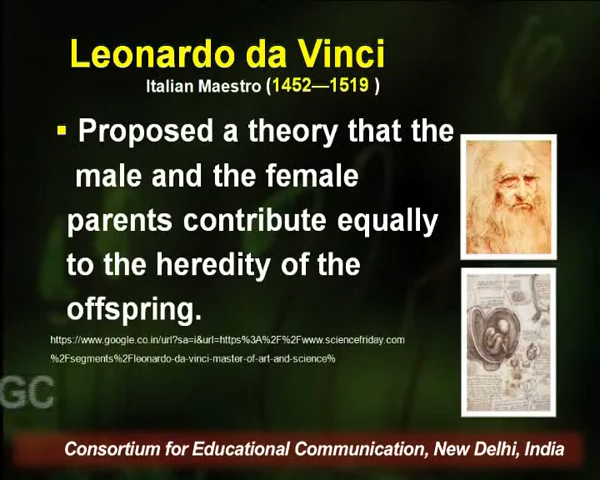 Leonardo da Vinci
Italian Maestro (1452—1519 )
▪ Proposed a theory that the
male and the female
parents contribute equally
to the heredity of the
offspring.
https://www.google.co.in/url?sa=i&url=https%3A%2F%2Fwww.sciencefriday.com
%2Fsegments%2Fleonardo-da-vinci-master-of-art-and-science%
GC
Consortium for Educational Communication, New Delhi, India